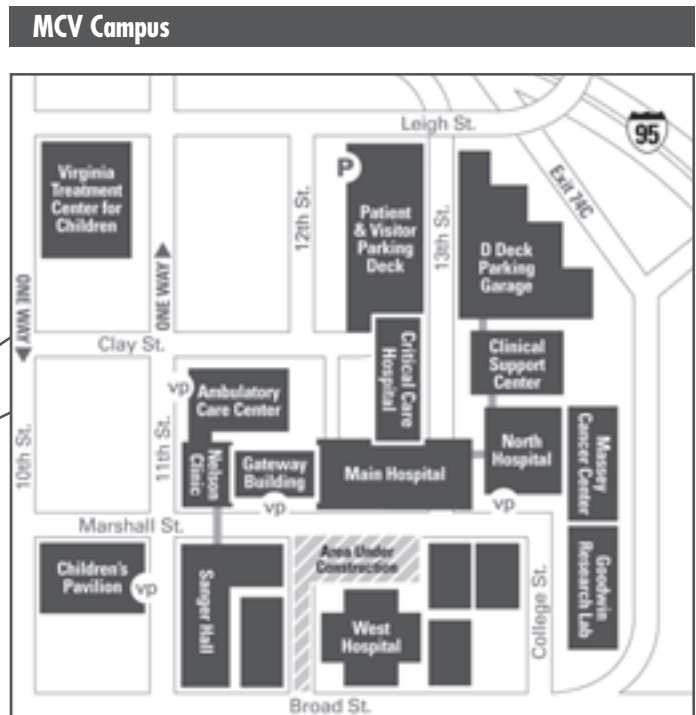 MCV Campus
Leigh St.
95
Exit 74C
Virginia
Treatment
Center for
Children
P
Patient
& Visitor
Parking
Deck
12th St.
13th St.
D Deck
Parking
Garage
ONE WAY
ONE WAY
Clay St.
Critical Care
Hospital
Clinical
Support
Center
vp
Ambulatory
Care Center
10th St.
11th St.
Nelson
Clinic
Gateway
Building
vp
Main Hospital
North
Hospital
vp
Massey
Cancer Center
Marshall St.
Children's
Pavilion
vp
Sanger Hall
Area Under
Construction
West
Hospital
College St.
Goodwin
Research Lab
Broad St.